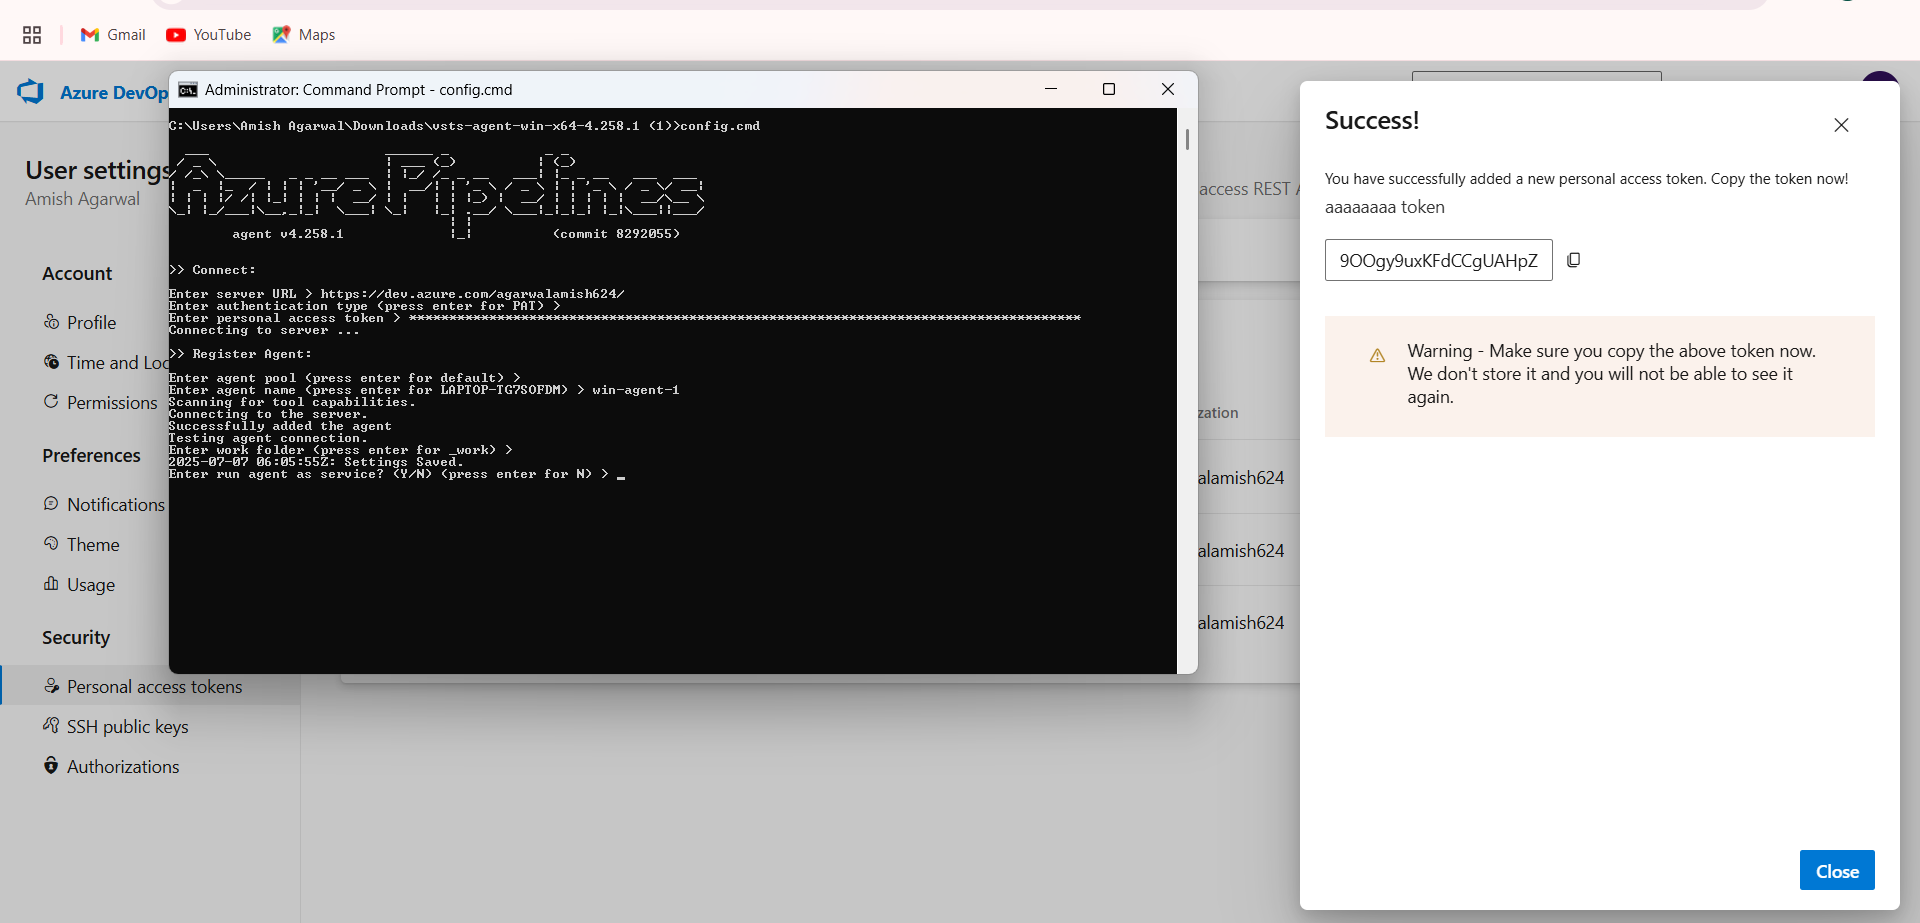 Gmail
YouTube
Maps
Azure DevOp
User settings
Amish Agarwal
Account
Profile
Time and Loc
Permissions
Preferences
Notifications
Theme
Usage
Security
Personal access tokens
SSH public keys
Authorizations
Administrator: Command Prompt - config.cmd
C:\Users\Amish Agarwal\Downloads\vsts-agent-win-x64-4.258.1 (1)>config.cmd
Azure Pipelines
agent v4.258.1 (commit 8292055)
>> Connect:
Enter server URL > https://dev.azure.com/agarwalamish624/
Enter authentication type (press enter for PAT) >
Enter personal access token > ************************************************************************************
Connecting to server ...
>> Register Agent:
Enter agent pool (press enter for default) >
Enter agent name (press enter for LAPTOP-TG7SOFDM) > win-agent-1
Scanning for tool capabilities.
Connecting to the server.
Successfully added the agent
Testing agent connection.
Enter work folder (press enter for _work) >
2025-07-07 06:05:55Z: Settings Saved.
Enter run agent as service? (Y/N) (press enter for N) >
access REST
zation
alamish624
alamish624
alamish624
Success!
You have successfully added a new personal access token. Copy the token now!
aaaaaaaa token
9OOgy9uxKFdCCgUAHpZ
Warning - Make sure you copy the above token now.
We don't store it and you will not be able to see it
again.
Close